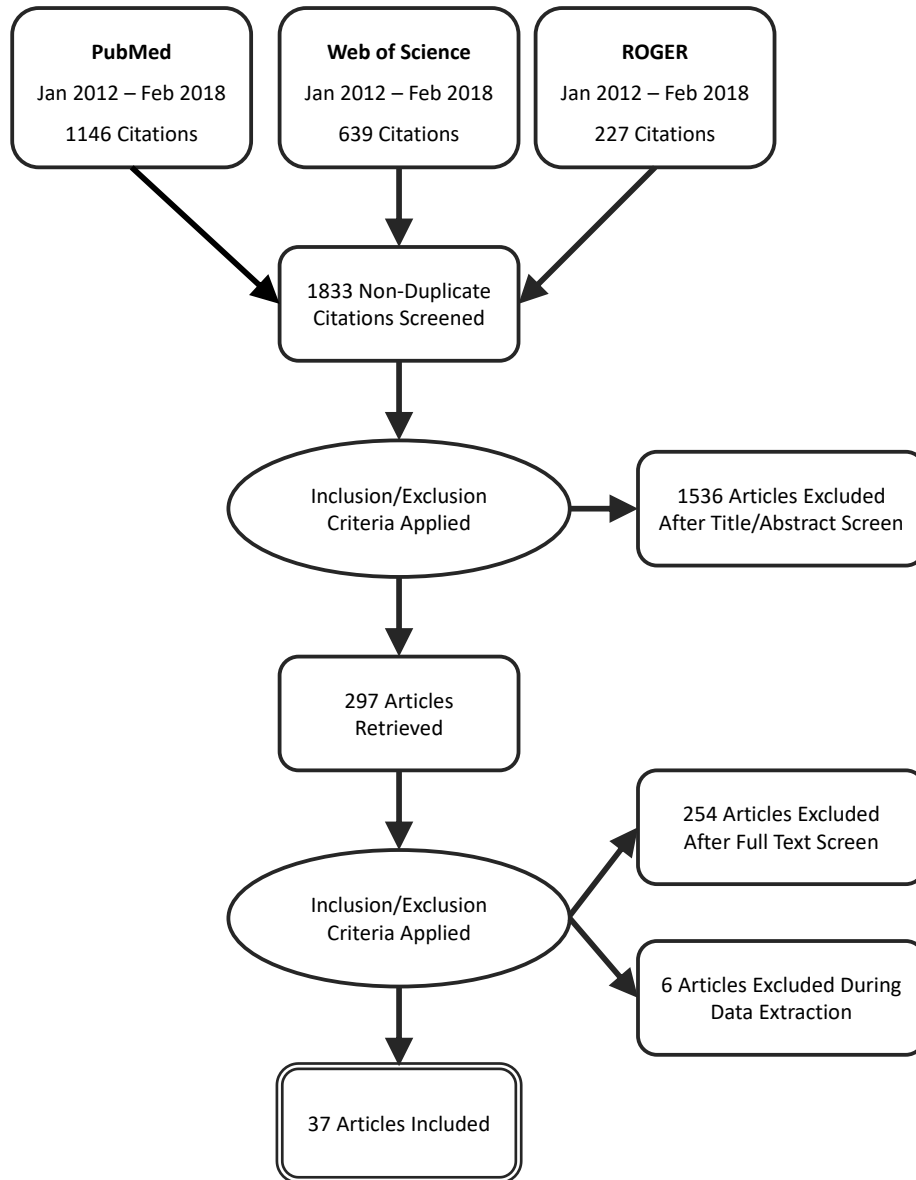 PubMed
Jan 2012 – Feb 2018
1146 Citations
Web of Science
Jan 2012 – Feb 2018
639 Citations
ROGER
Jan 2012 – Feb 2018
227 Citations
1833 Non-Duplicate
Citations Screened
Inclusion/Exclusion
Criteria Applied
1536 Articles Excluded
After Title/Abstract Screen
297 Articles
Retrieved
254 Articles Excluded
After Full Text Screen
Inclusion/Exclusion
Criteria Applied
6 Articles Excluded During
Data Extraction
37 Articles Included